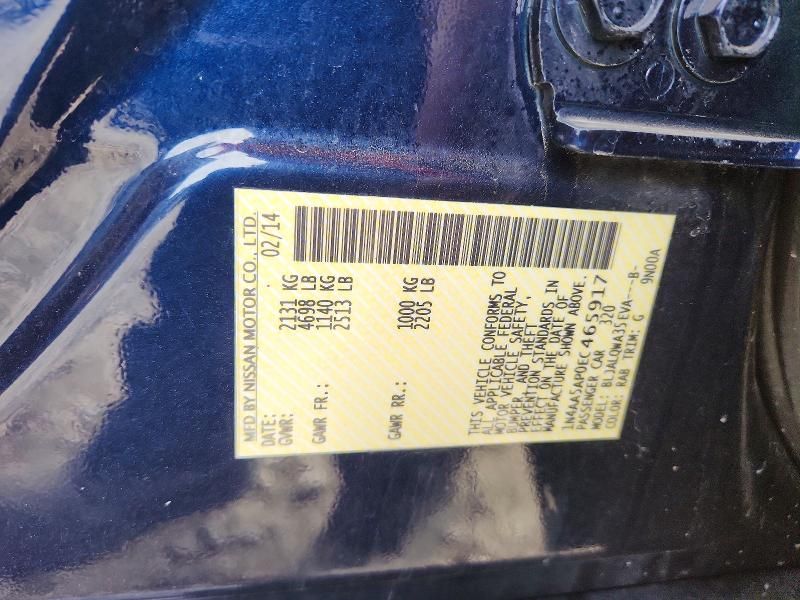 MFD BY NISSAN MOTOR CO., LTD.
DATE: 02/14
GVWR: 2131 KG
4698 LB
GAWR FR.: 1140 KG
2513 LB
GAWR RR.: 1000 KG
2205 LB
THIS VEHICLE CONFORMS TO
ALL APPLICABLE FEDERAL
MOTOR VEHICLE SAFETY,
BUMPER, AND THEFT
PREVENTION STANDARDS IN
EFFECT ON THE DATE OF
MANUFACTURE SHOWN ABOVE.
1N4AA5AP0EC465917
PASSENGER CAR 320
MODEL: BLJALQWA35EVA---B-
COLOR: RAB TRIM: G 9N00A